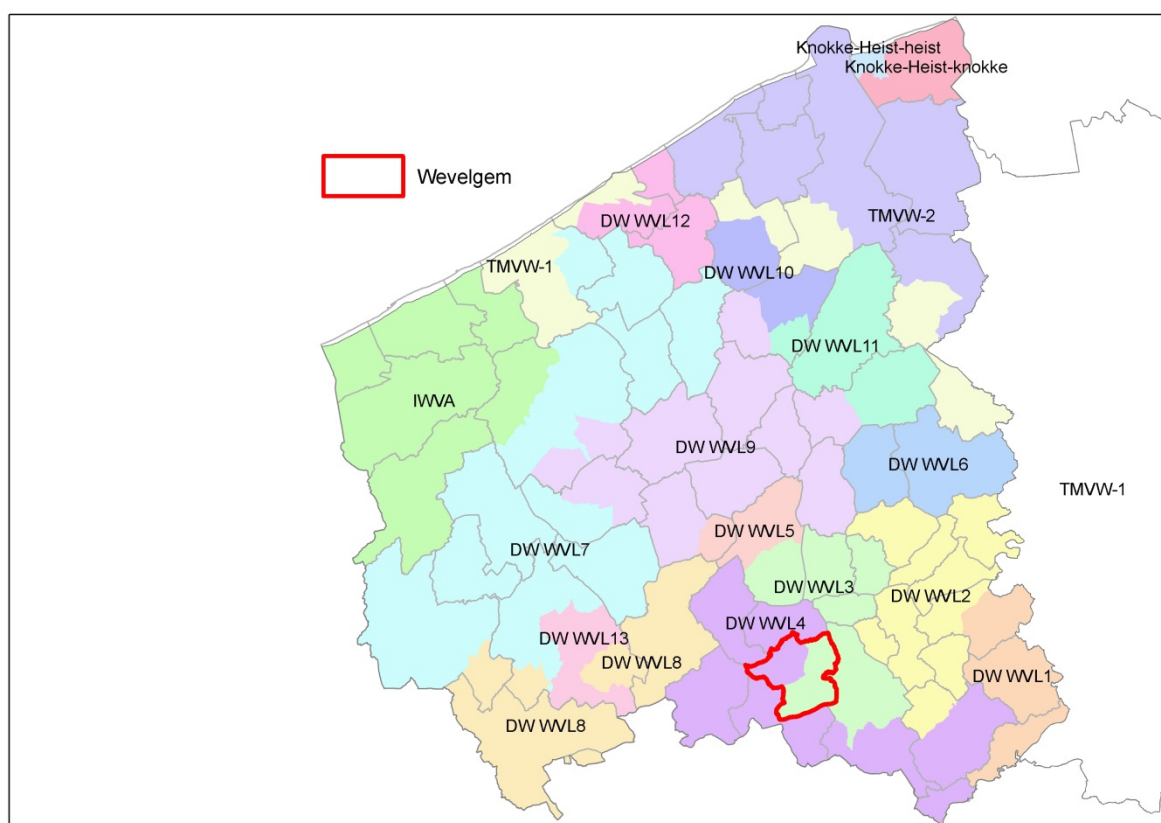 Knokke-Heist-heist
Knokke-Heist-knokke
Wevelgem
DW WVL12
TMVW-2
TMVW-1
DW WVL10
DW WVL11
IWVA
DW WVL9
DW WVL6
TMVW-1
DW WVL5
DW WVL7
DW WVL3
DW WVL2
DW WVL4
DW WVL13
DW WVL8
DW WVL1
DW WVL8